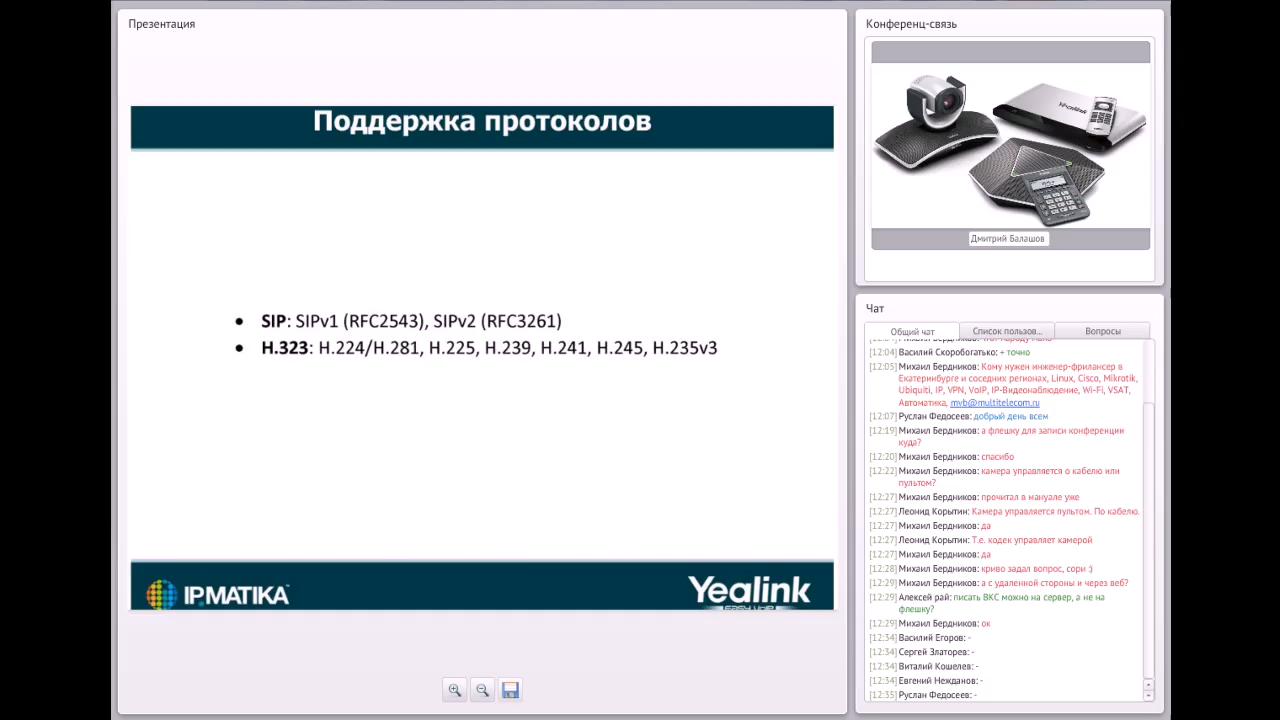 Презентация
Поддержка протоколов
• SIP: SIPv1 (RFC2543), SIPv2 (RFC3261)
• H.323: H.224/H.281, H.225, H.239, H.241, H.245, H.235v3
IPMATIKA
Yealink
EASY VoIP
Конференц-связь
Yealink
Дмитрий Балашов
Чат
Общий чат
Список пользов...
Вопросы
[12:04] Василий Скоробогатько: + точно
[12:05] Михаил Бердников: Кому нужен инженер-фрилансер в
Екатеринбурге и соседних регионах, Linux, Cisco, Mikrotik,
Ubiquiti, IP, VPN, VoIP, IP-Видеонаблюдение, Wi-Fi, VSAT,
Автоматика, mvb@multitelecom.ru
[12:07] Руслан Федосеев: добрый день всем
[12:19] Михаил Бердников: а флешку для записи конференции
куда?
[12:20] Михаил Бердников: спасибо
[12:22] Михаил Бердников: камера управляется о кабелю или
пультом?
[12:27] Михаил Бердников: прочитал в мануале уже
[12:27] Леонид Корытин: Камера управляется пультом. По кабелю.
[12:27] Михаил Бердников: да
[12:27] Леонид Корытин: Т.е. кодек управляет камерой
[12:27] Михаил Бердников: да
[12:28] Михаил Бердников: криво задал вопрос, сори :)
[12:29] Михаил Бердников: а с удаленной стороны и через веб?
[12:29] Алексей рай: писать ВКС можно на сервер, а не на
флешку?
[12:29] Михаил Бердников: ок
[12:34] Василий Егоров: -
[12:34] Сергей Златорев: -
[12:34] Виталий Кошелев: -
[12:34] Евгений Нежданов: -
[12:35] Руслан Федосеев: -